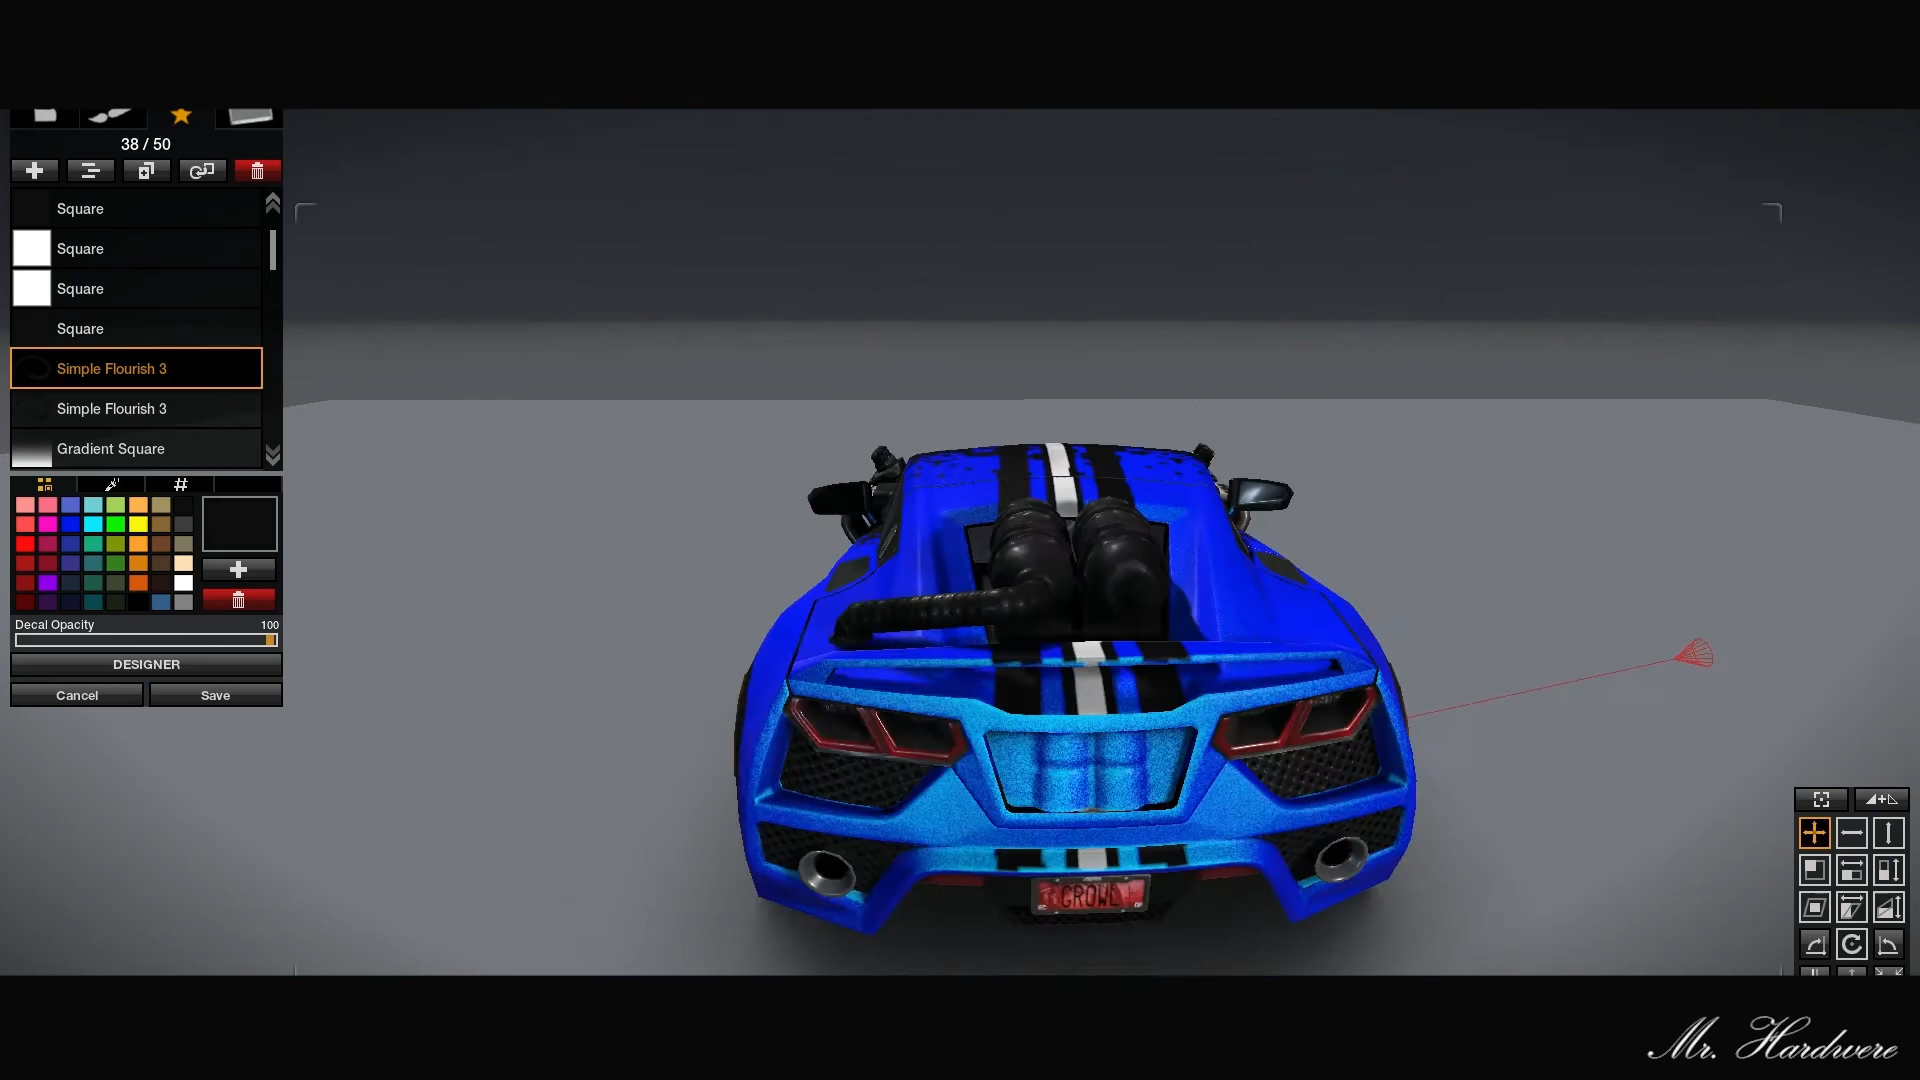 38 / 50
Square
Square
Square
Square
Simple Flourish 3
Simple Flourish 3
Gradient Square
#
Decal Opacity 100
DESIGNER
Cancel Save
GROWL
Mr. Hardwere